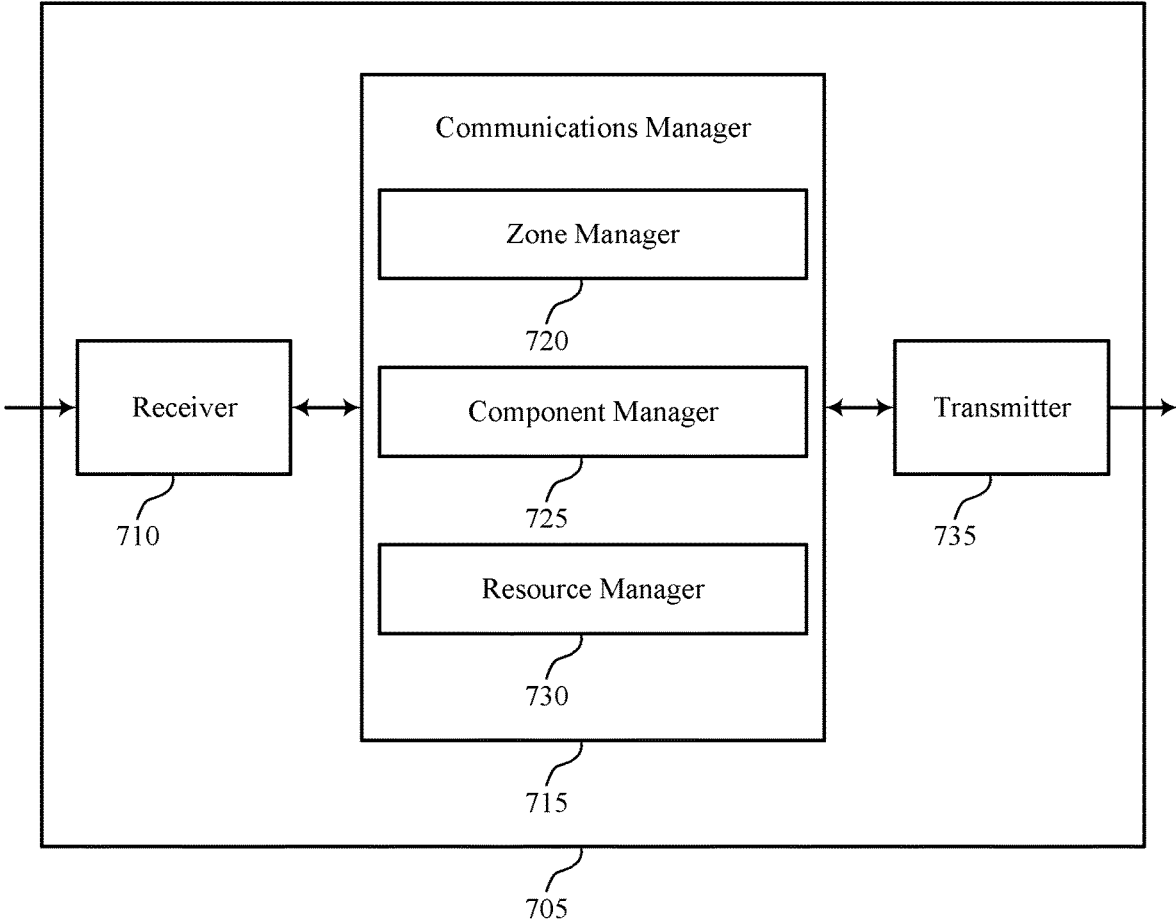 Communications Manager
Zone Manager
720
Receiver
710
Component Manager
725
Transmitter
735
Resource Manager
730
715
705